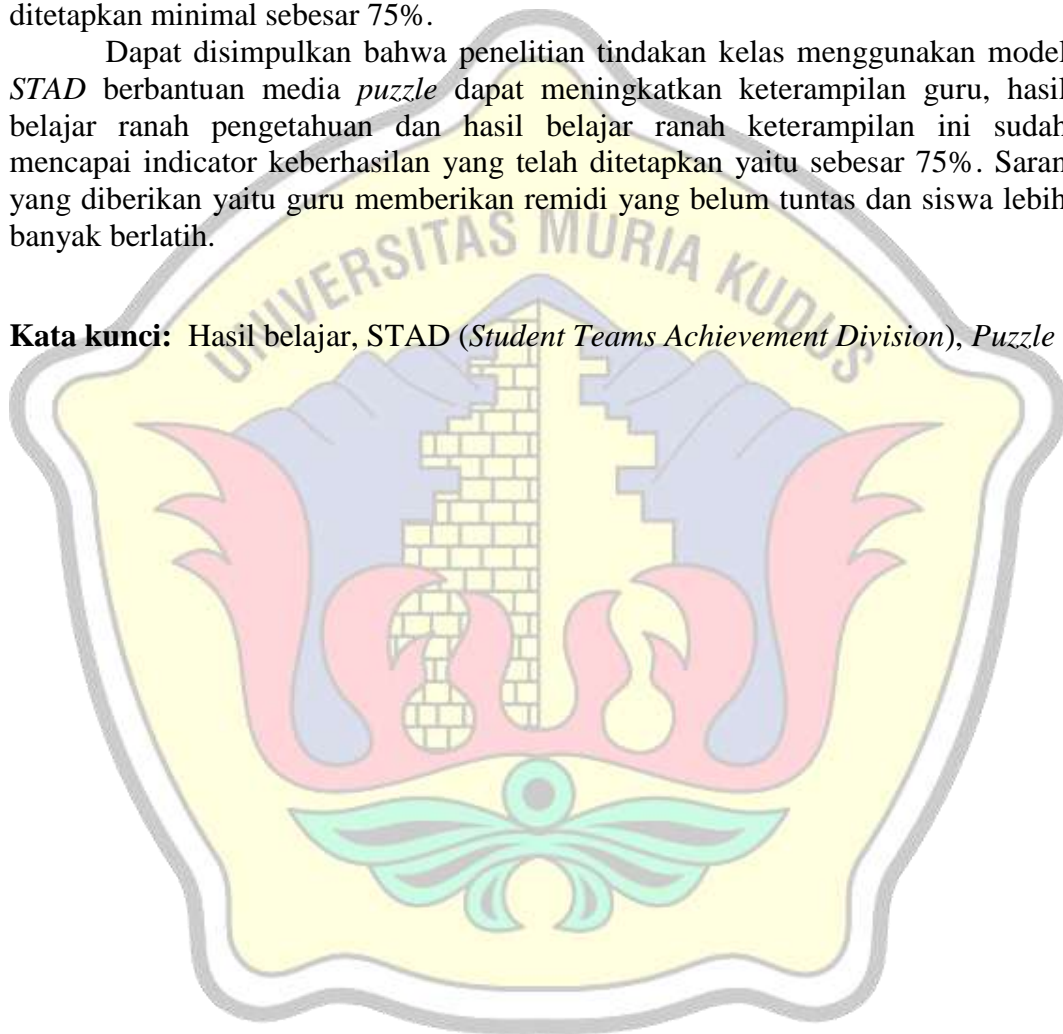 ditetapkan minimal sebesar 75%.
Dapat disimpulkan bahwa penelitian tindakan kelas menggunakan model
STAD berbantuan media puzzle dapat meningkatkan keterampilan guru, hasil
belajar ranah pengetahuan dan hasil belajar ranah keterampilan ini sudah
mencapai indicator keberhasilan yang telah ditetapkan yaitu sebesar 75%. Saran
yang diberikan yaitu guru memberikan remidi yang belum tuntas dan siswa lebih
banyak berlatih.
UNIVERSITAS MURIA KUDUS
Kata kunci: Hasil belajar, STAD (Student Teams Achievement Division), Puzzle